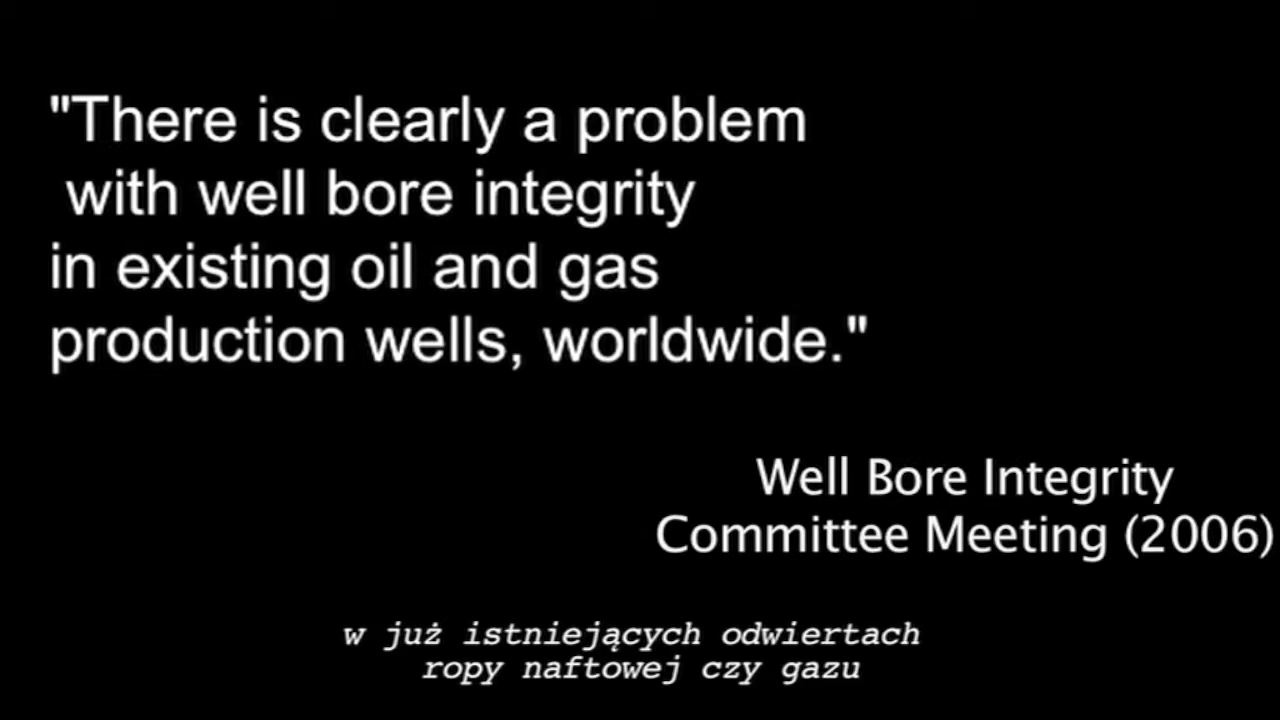 "There is clearly a problem
with well bore integrity
in existing oil and gas
production wells, worldwide."
Well Bore Integrity
Committee Meeting (2006)
w już istniejących odwiertach
ropy naftowej czy gazu